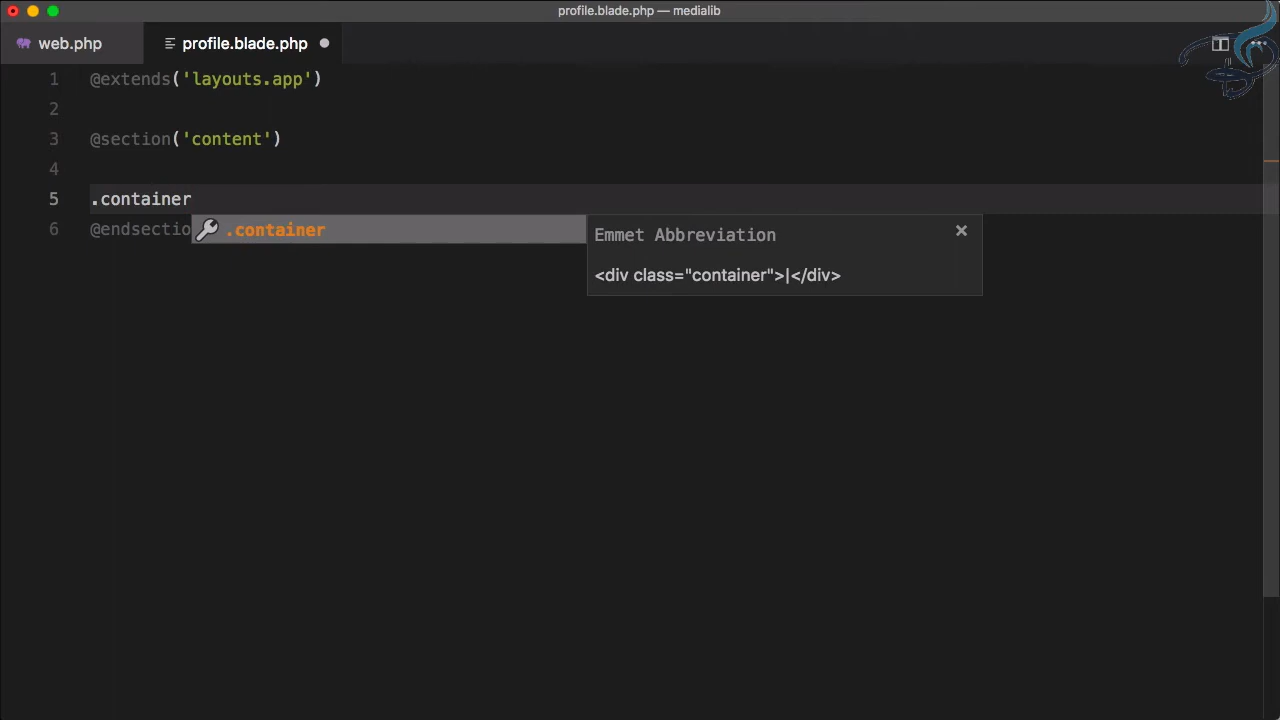 profile.blade.php — medialib
web.php
profile.blade.php
1 @extends('layouts.app')
2
3 @section('content')
4
5 .container
6 @endsectio
.container
Emmet Abbreviation
<div class="container">|</div>